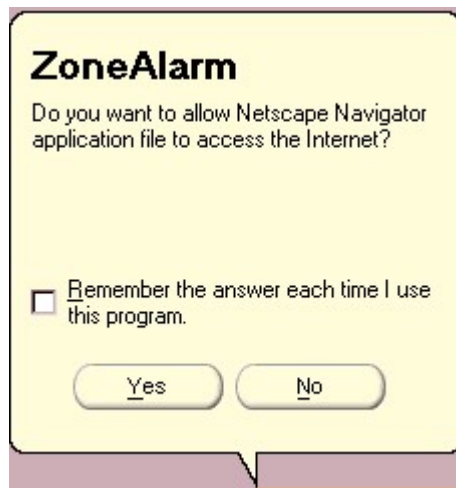 ZoneAlarm
Do you want to allow Netscape Navigator
application file to access the Internet?
Remember the answer each time I use
this program.
Yes
No